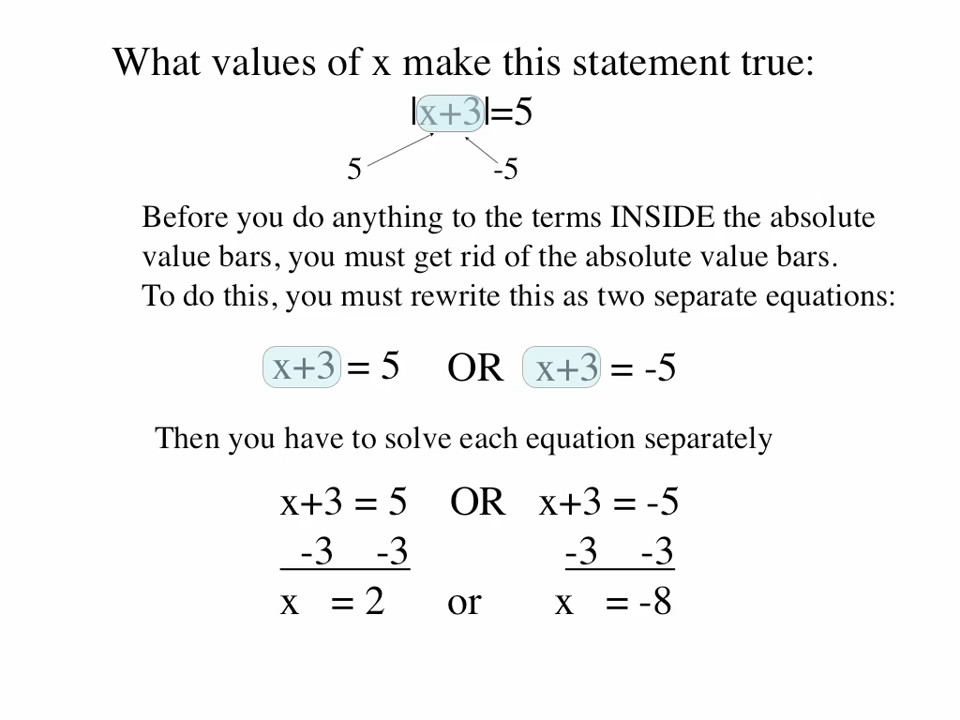 What values of x make this statement true:
|x+3|=5
5 -5
Before you do anything to the terms INSIDE the absolute
value bars, you must get rid of the absolute value bars.
To do this, you must rewrite this as two separate equations:
x+3 = 5 OR x+3 = -5
Then you have to solve each equation separately
x+3 = 5 OR x+3 = -5
-3 -3 -3 -3
x = 2 or x = -8